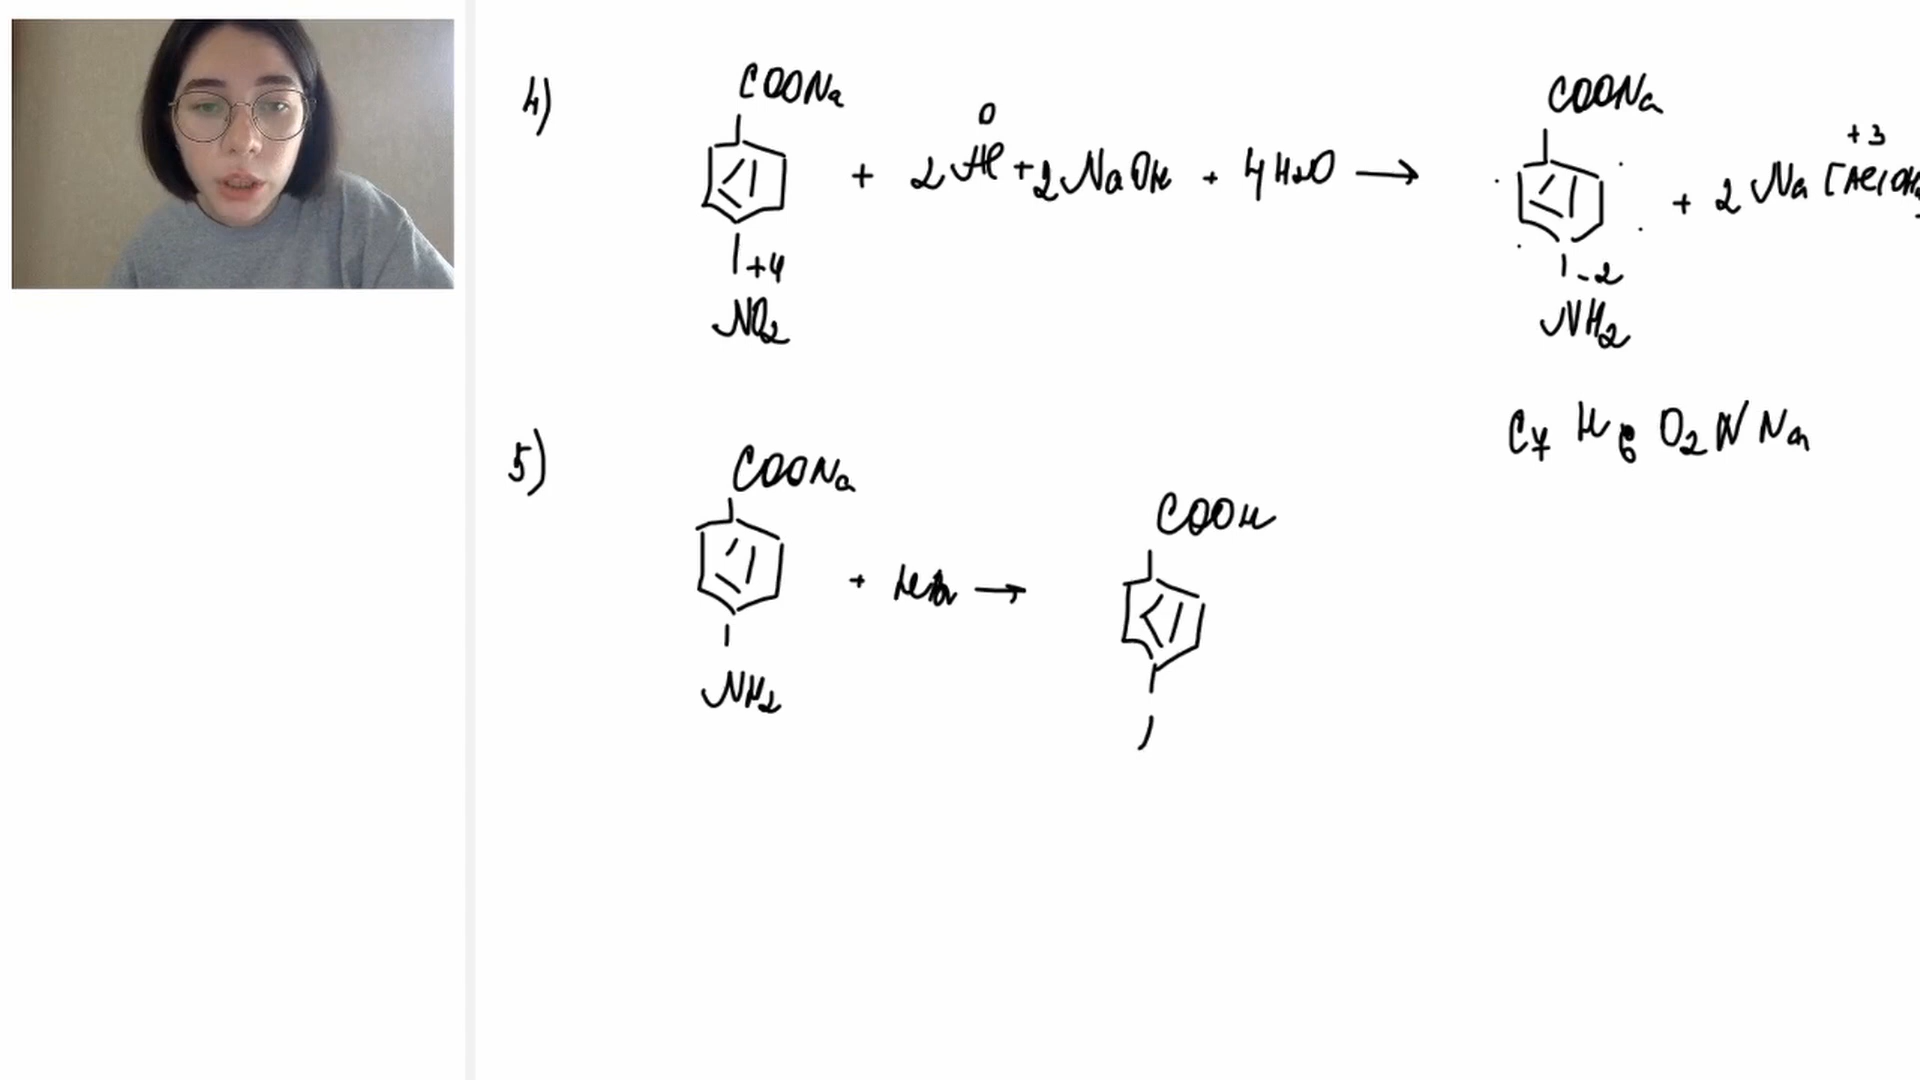 4)
COONa
0
+ 2 Al + 2 NaOH + 4 H2O →
+4
NO2
COONa
+3
+ 2 Na [Al(OH)
-2
NH2
C7 H6 O2 N Na
5)
COONa
+ HBr →
NH2
COOH